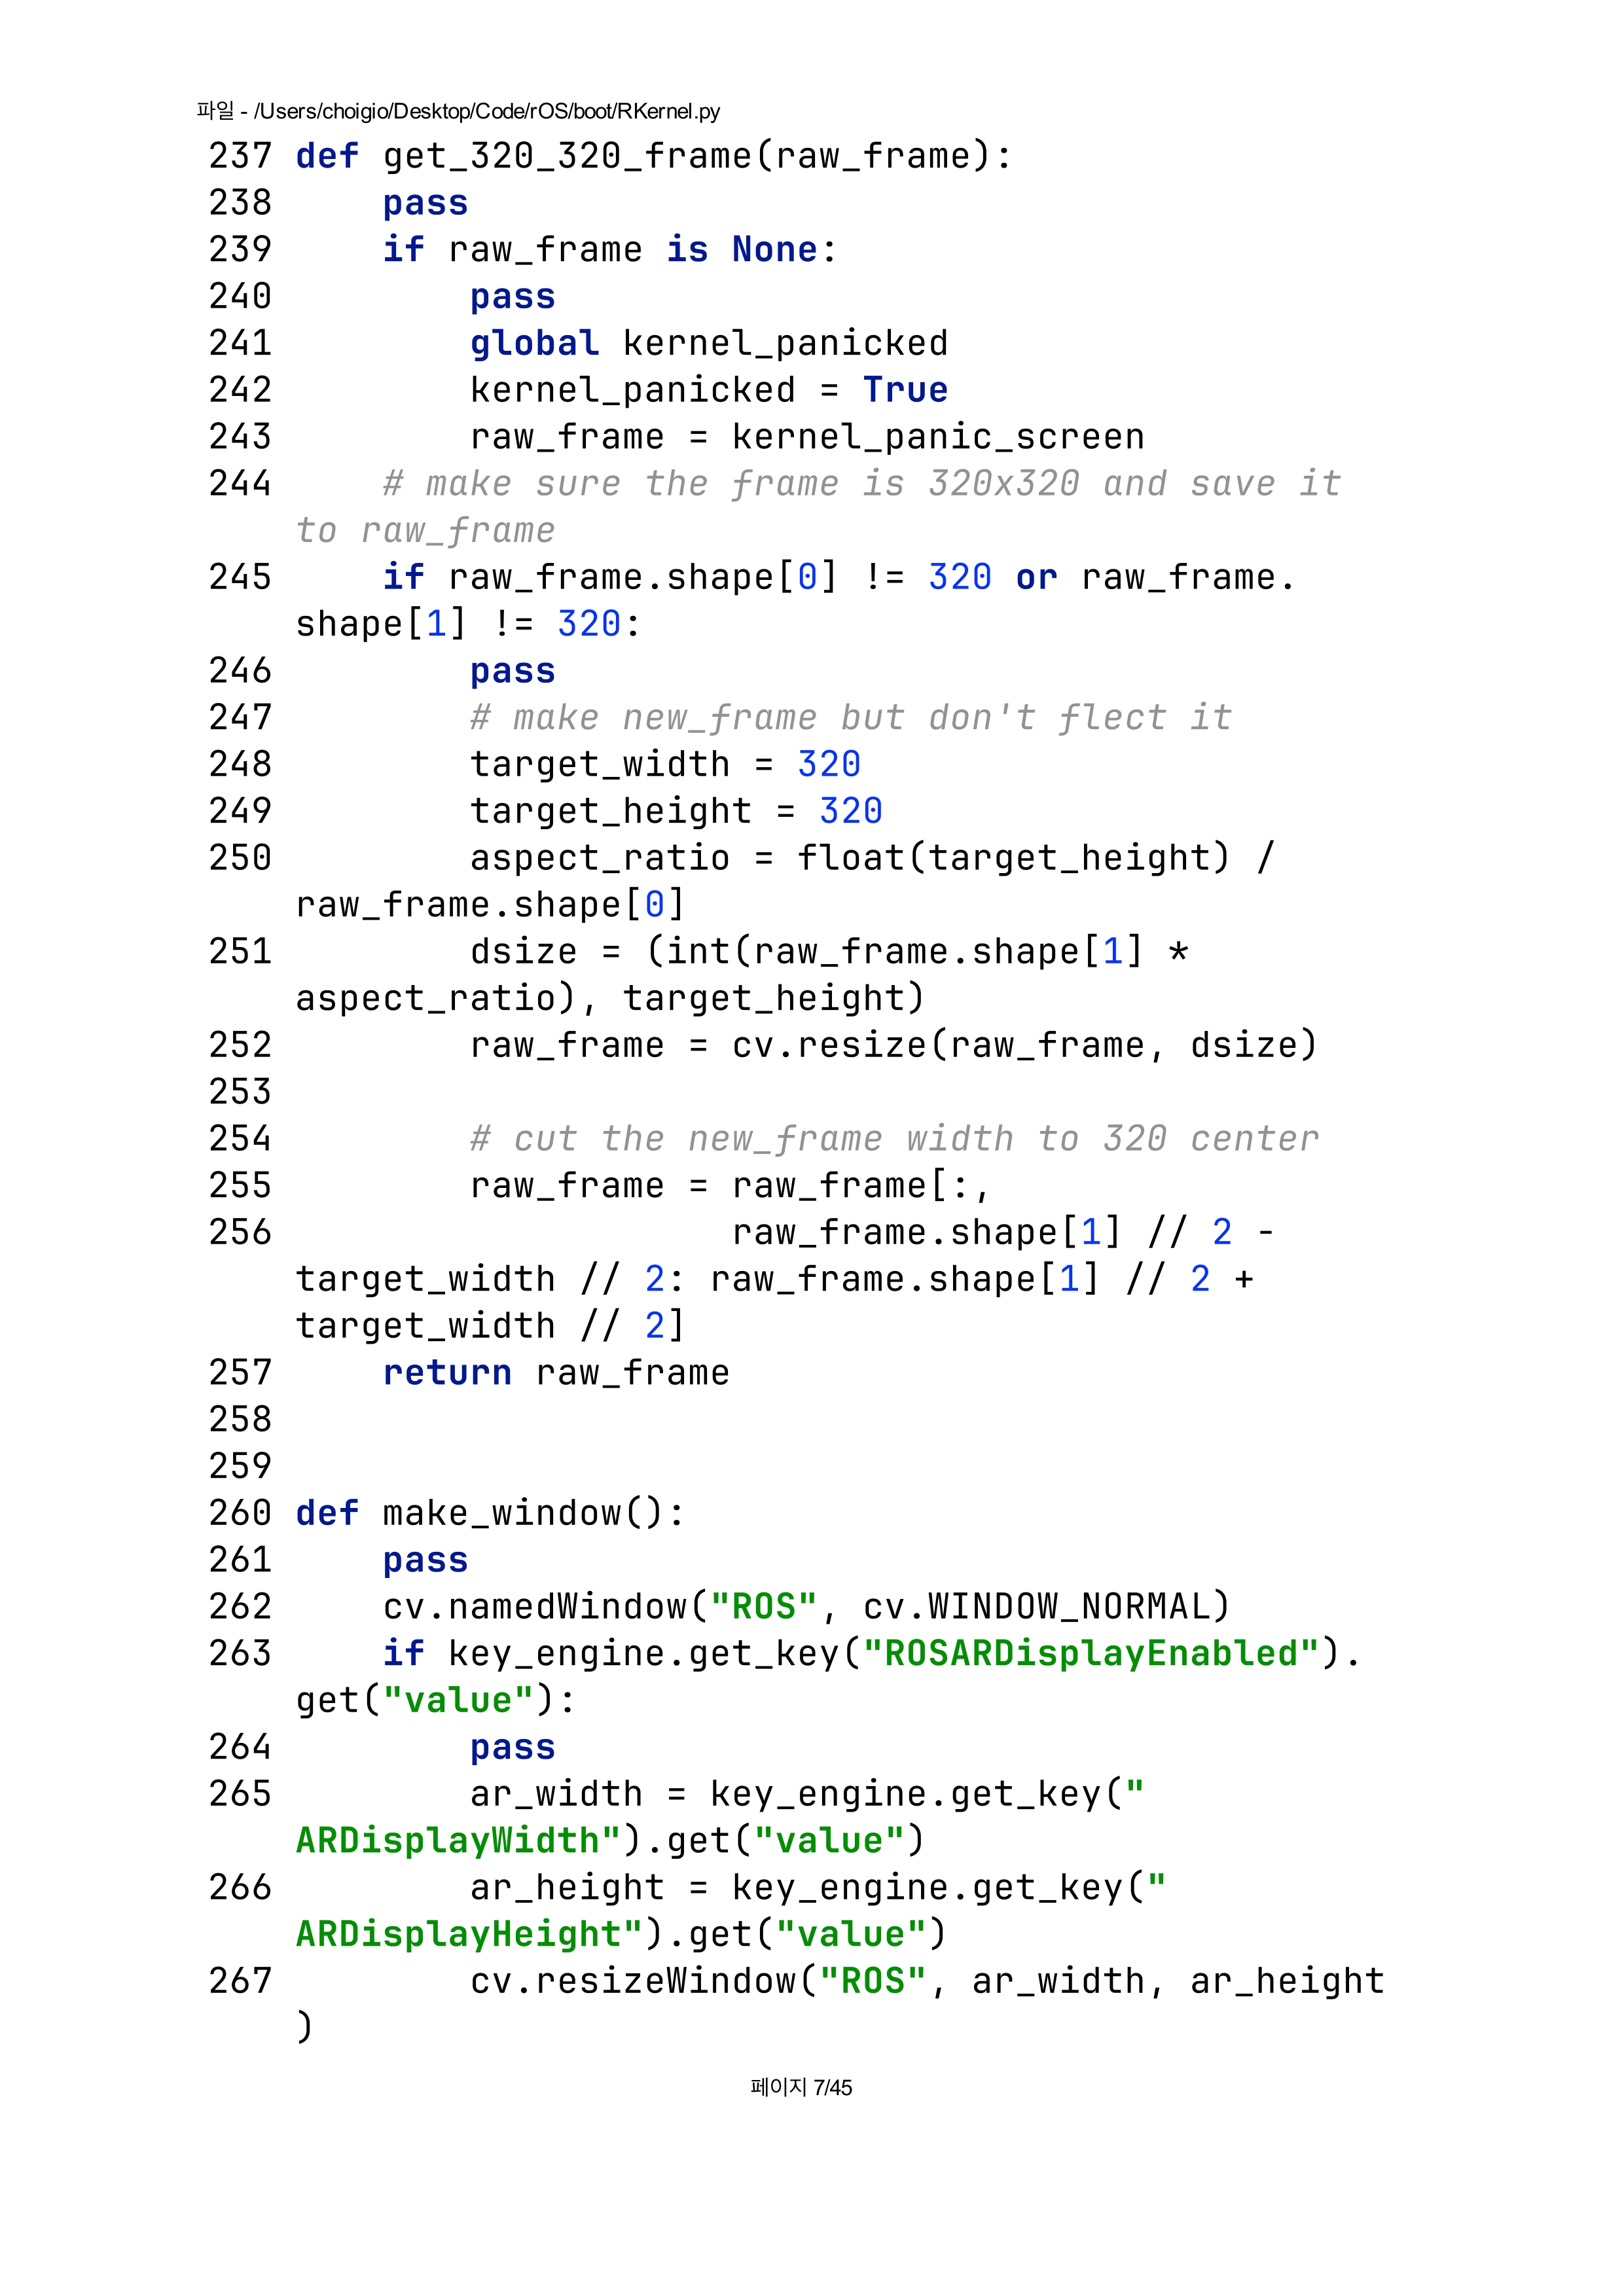 파일 - /Users/choigio/Desktop/Code/rOS/boot/RKernel.py
237 def get_320_320_frame(raw_frame):
238     pass
239     if raw_frame is None:
240         pass
241         global kernel_panicked
242         kernel_panicked = True
243         raw_frame = kernel_panic_screen
244     # make sure the frame is 320x320 and save it
to raw_frame
245     if raw_frame.shape[0] != 320 or raw_frame.
shape[1] != 320:
246         pass
247         # make new_frame but don't flect it
248         target_width = 320
249         target_height = 320
250         aspect_ratio = float(target_height) /
raw_frame.shape[0]
251         dsize = (int(raw_frame.shape[1] *
aspect_ratio), target_height)
252         raw_frame = cv.resize(raw_frame, dsize)
253
254         # cut the new_frame width to 320 center
255         raw_frame = raw_frame[:,
256                     raw_frame.shape[1] // 2 -
target_width // 2: raw_frame.shape[1] // 2 +
target_width // 2]
257     return raw_frame
258
259
260 def make_window():
261     pass
262     cv.namedWindow("ROS", cv.WINDOW_NORMAL)
263     if key_engine.get_key("ROSARDisplayEnabled").
get("value"):
264         pass
265         ar_width = key_engine.get_key("
ARDisplayWidth").get("value")
266         ar_height = key_engine.get_key("
ARDisplayHeight").get("value")
267         cv.resizeWindow("ROS", ar_width, ar_height
)
페이지 7/45